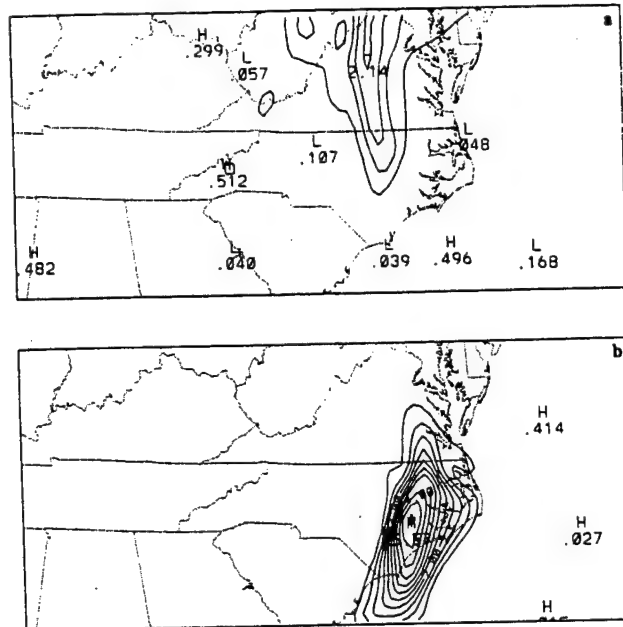 a
H
.299
L
.057
H
2.14
L
.107
L
.048
H
.512
H
.482
L
.040
L
.039
H
.496
L
.168
b
H
.414
H
.027
H